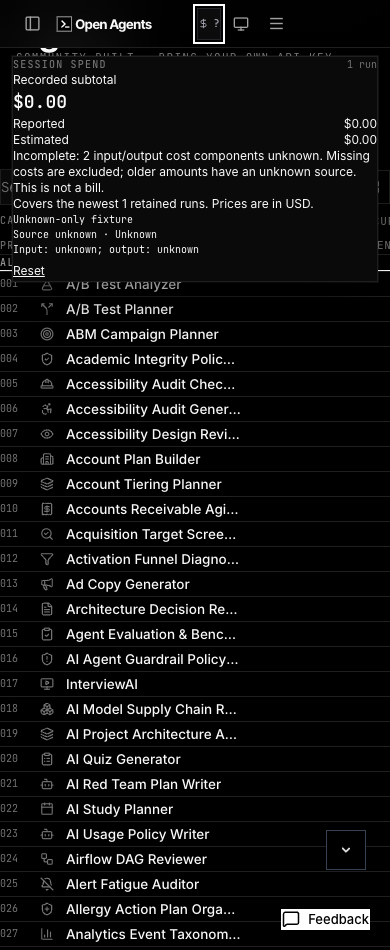 Open Agents
$ ?
SESSION SPEND
1 run
Recorded subtotal
$0.00
Reported
$0.00
Estimated
$0.00
Incomplete: 2 input/output cost components unknown. Missing
costs are excluded; older amounts have an unknown source.
This is not a bill.
Covers the newest 1 retained runs. Prices are in USD.
Unknown-only fixture
Source unknown · Unknown
Input: unknown; output: unknown
Reset
001 A/B Test Analyzer
002 A/B Test Planner
003 ABM Campaign Planner
004 Academic Integrity Polic...
005 Accessibility Audit Chec...
006 Accessibility Audit Gener...
007 Accessibility Design Revi...
008 Account Plan Builder
009 Account Tiering Planner
010 Accounts Receivable Agi...
011 Acquisition Target Scree...
012 Activation Funnel Diagno...
013 Ad Copy Generator
014 Architecture Decision Re...
015 Agent Evaluation & Benc...
016 AI Agent Guardrail Policy...
017 InterviewAI
018 AI Model Supply Chain R...
019 AI Project Architecture A...
020 AI Quiz Generator
021 AI Red Team Plan Writer
022 AI Study Planner
023 AI Usage Policy Writer
024 Airflow DAG Reviewer
025 Alert Fatigue Auditor
026 Allergy Action Plan Orga...
027 Analytics Event Taxonom...
Feedback